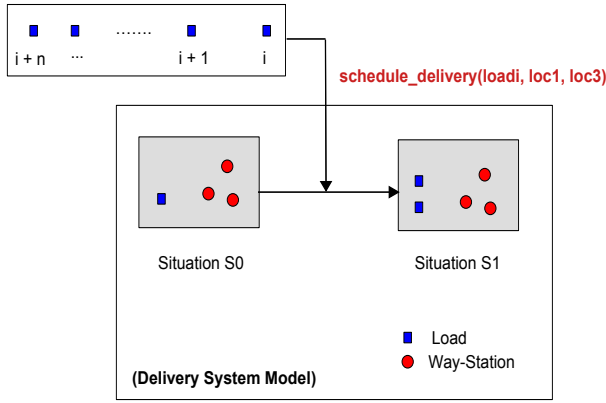 i + n ... i + 1 i
.......
schedule_delivery(loadi, loc1, loc3)
Situation S0 Situation S1
Load
Way-Station
(Delivery System Model)